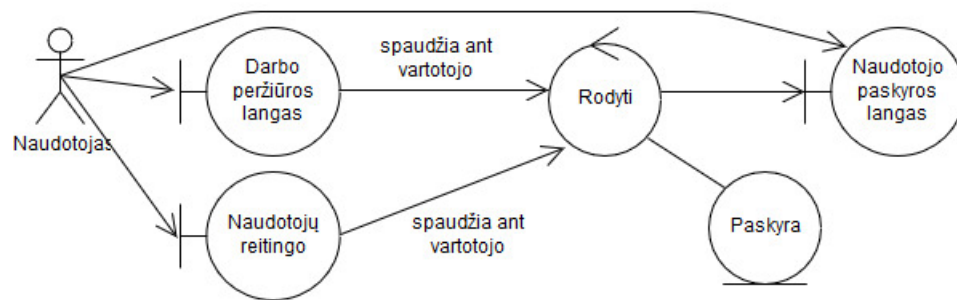 Naudotojas
Darbo
peržiūros
langas
spaudžia ant
vartotojo
Rodyti
Naudotojo
paskyros
langas
Naudotojų
reitingo
spaudžia ant
vartotojo
Paskyra